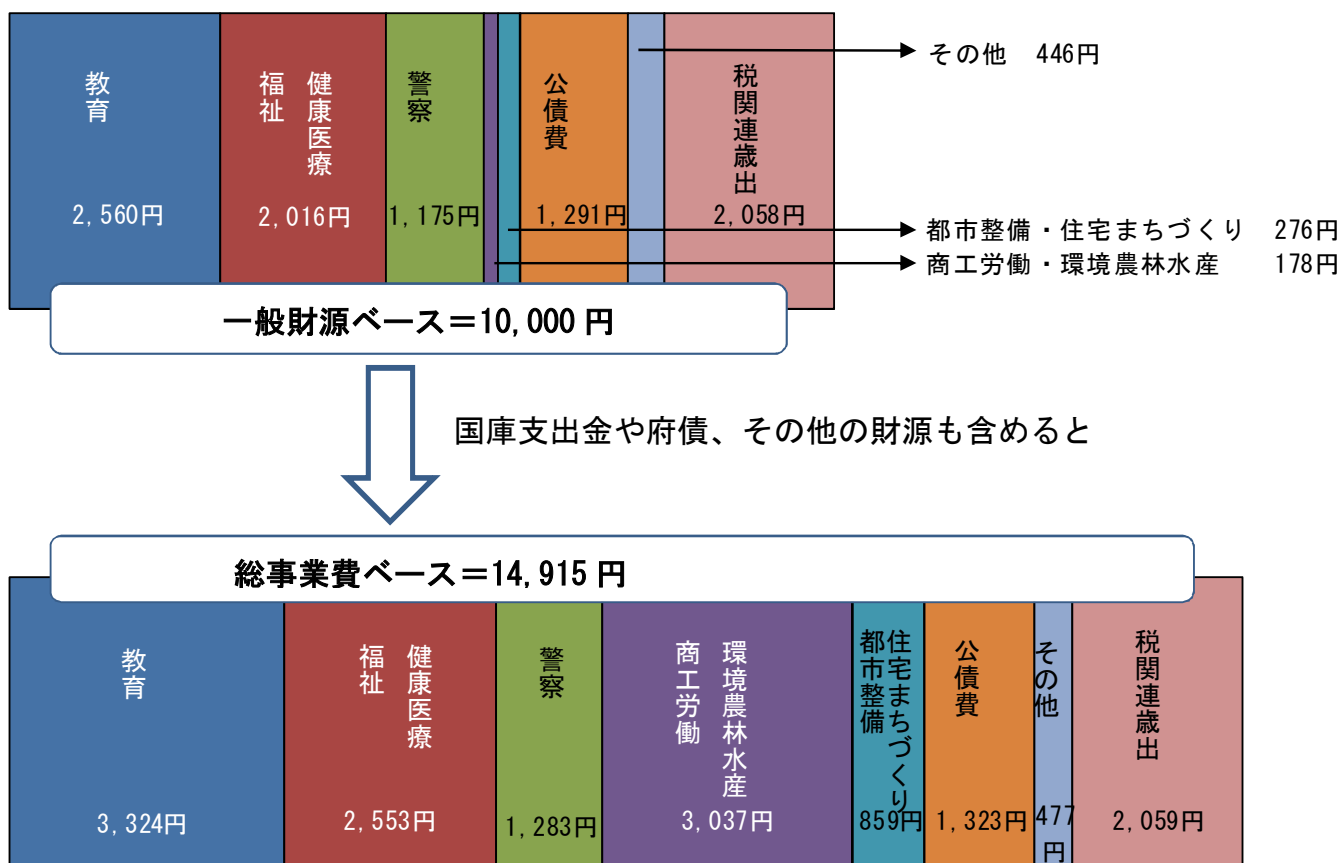 教育
2,560円
福祉
健康医療
2,016円
警察
1,175円
公債費
1,291円
税関連歳出
2,058円
その他 446円
都市整備・住宅まちづくり 276円
商工労働・環境農林水産 178円
一般財源ベース＝10,000 円
国庫支出金や府債、その他の財源も含めると
総事業費ベース＝14,915 円
教育
3,324円
福祉
健康医療
2,553円
警察
1,283円
商工労働
環境農林水産
3,037円
都市整備
住宅まちづくり
859円
公債費
1,323円
その他
477
円
税関連歳出
2,059円